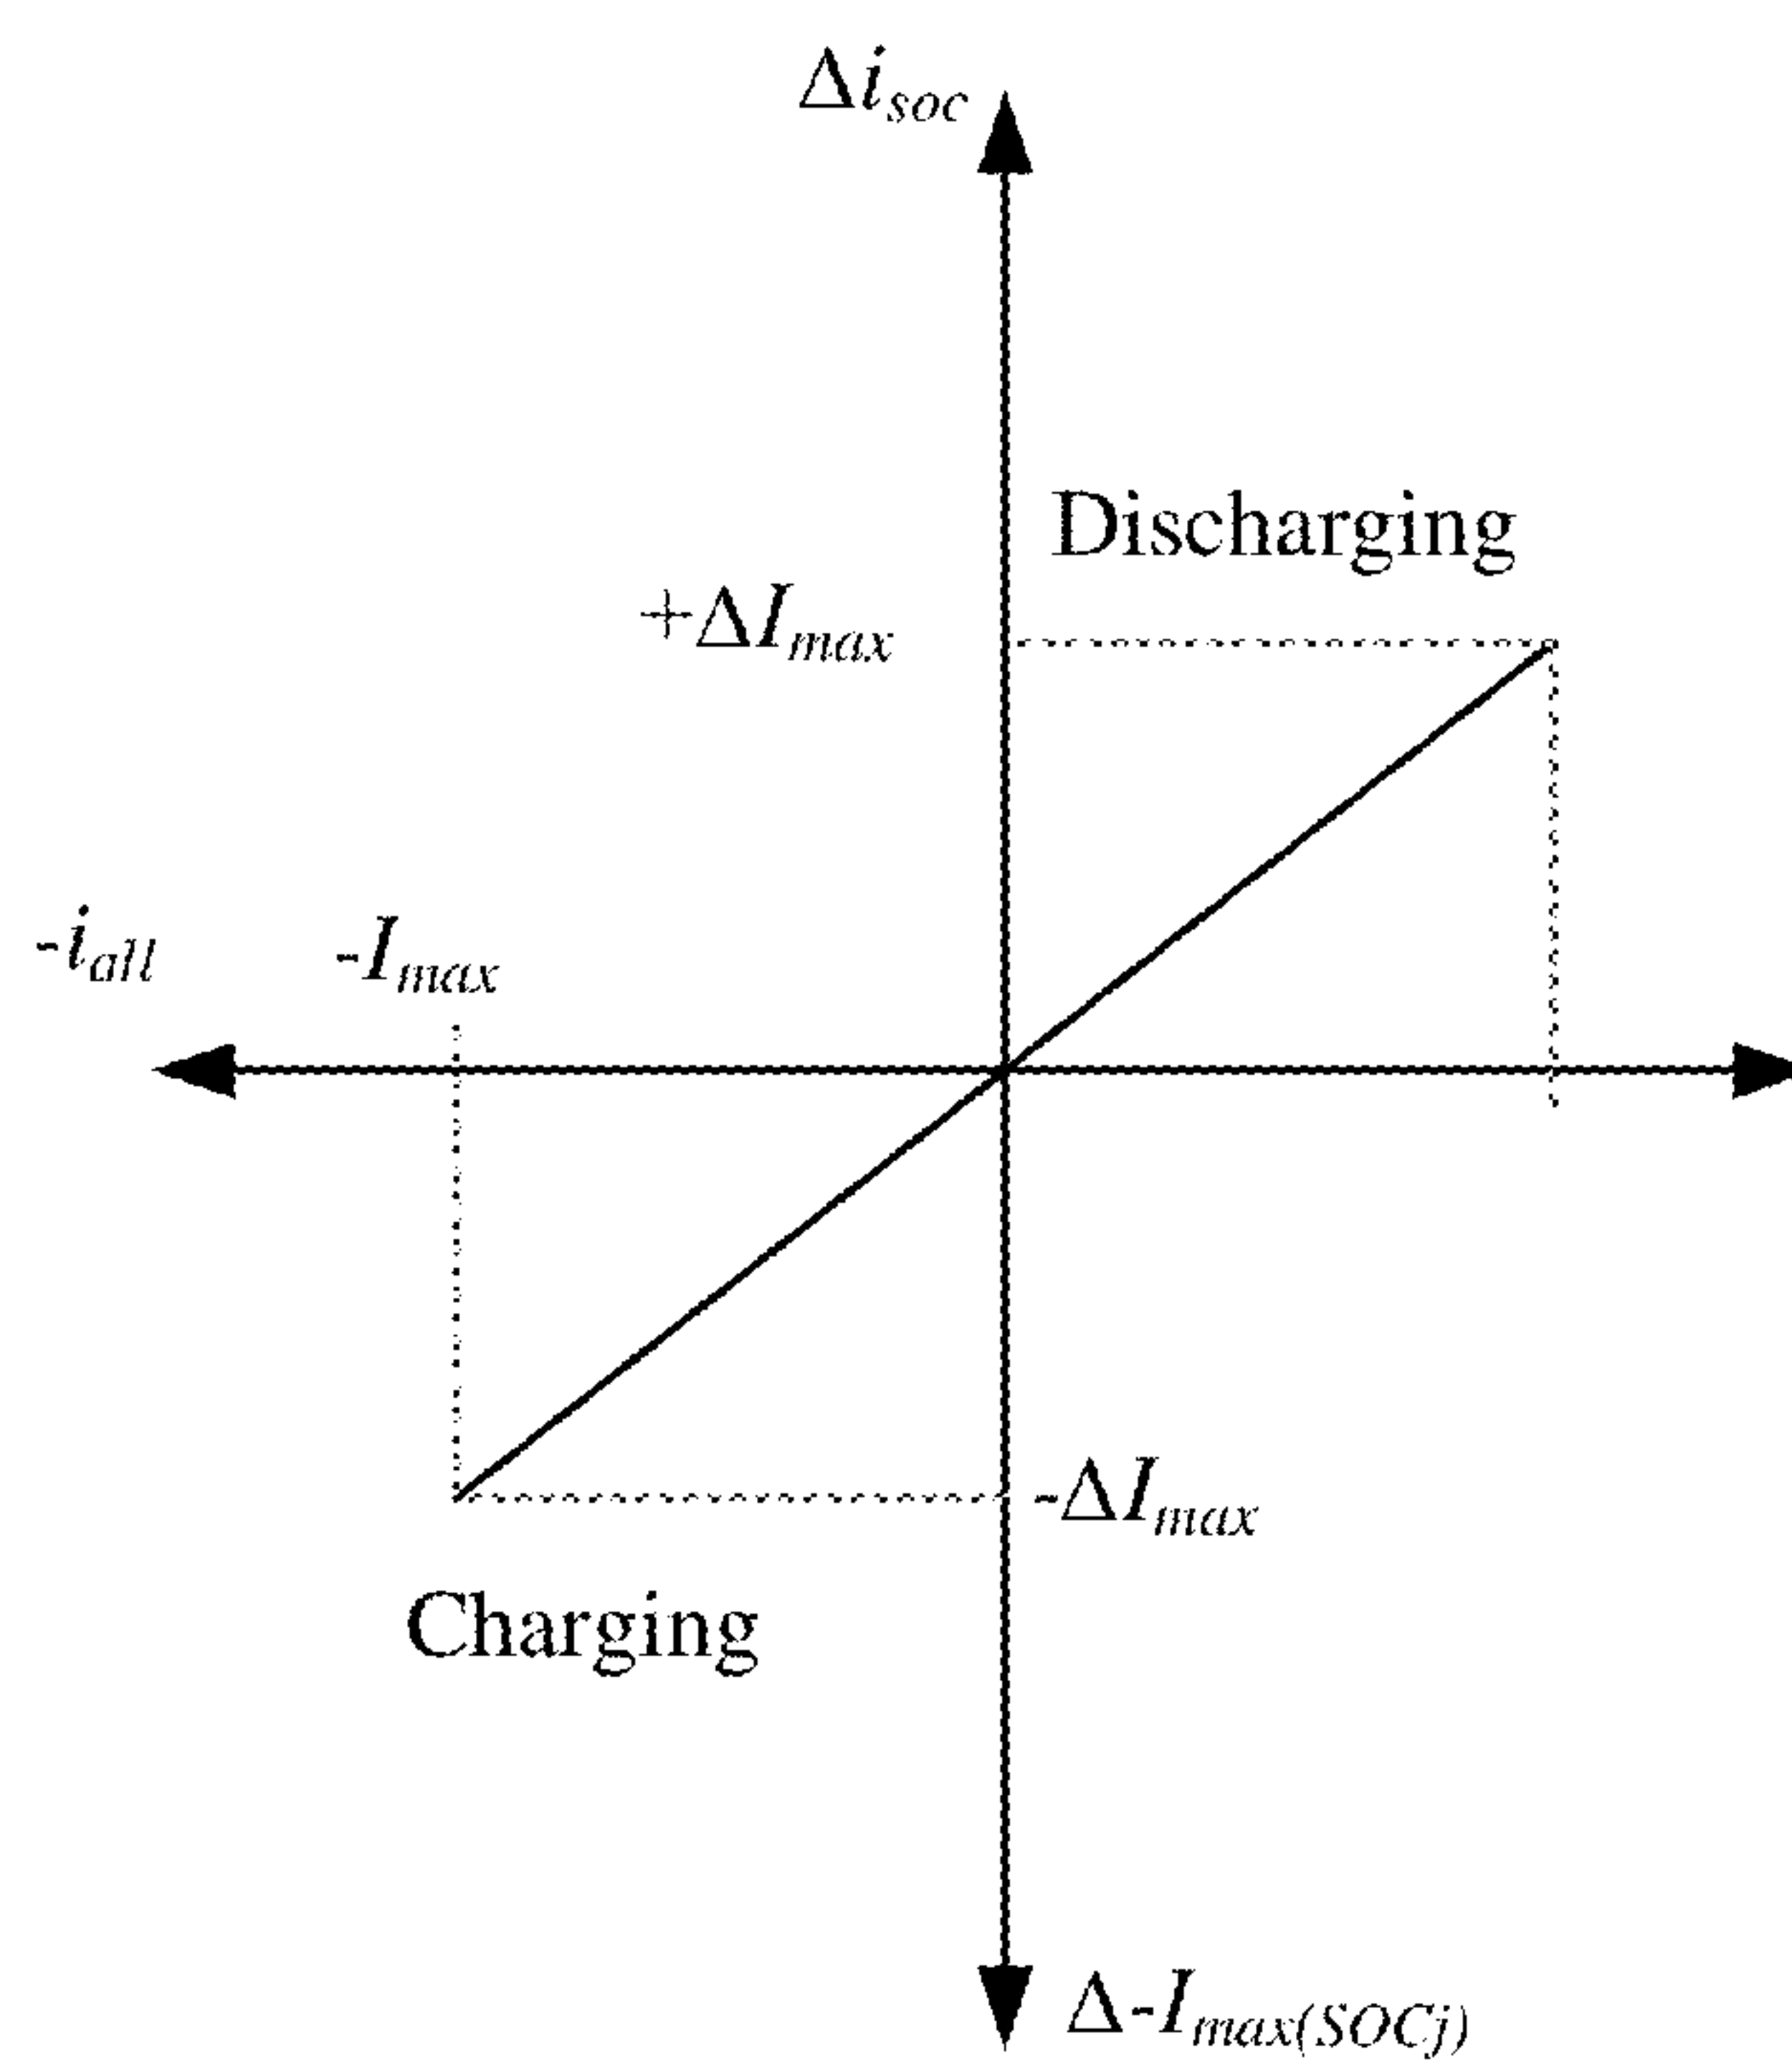 Δi_soc
Discharging
+ΔI_max
-i_all
-I_max
-ΔI_max
Charging
Δ-I_max(SOCj)